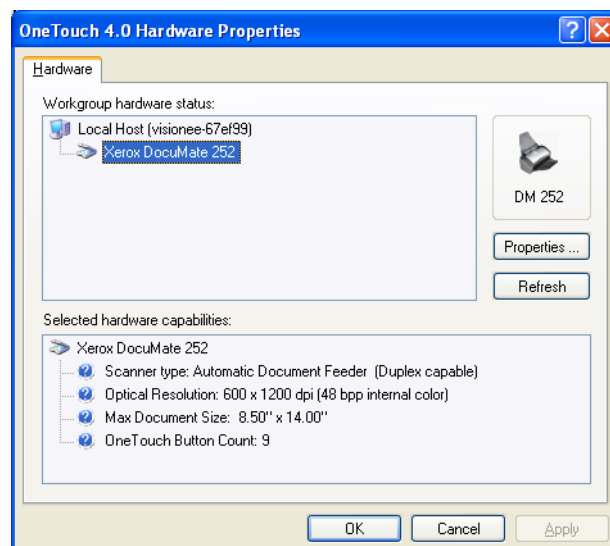 OneTouch 4.0 Hardware Properties
Hardware
Workgroup hardware status:
Local Host (visionee-67ef99)
Xerox DocuMate 252
DM 252
Properties ...
Refresh
Selected hardware capabilities:
Xerox DocuMate 252
Scanner type: Automatic Document Feeder (Duplex capable)
Optical Resolution: 600 x 1200 dpi (48 bpp internal color)
Max Document Size: 8.50" x 14.00"
OneTouch Button Count: 9
OK Cancel Apply